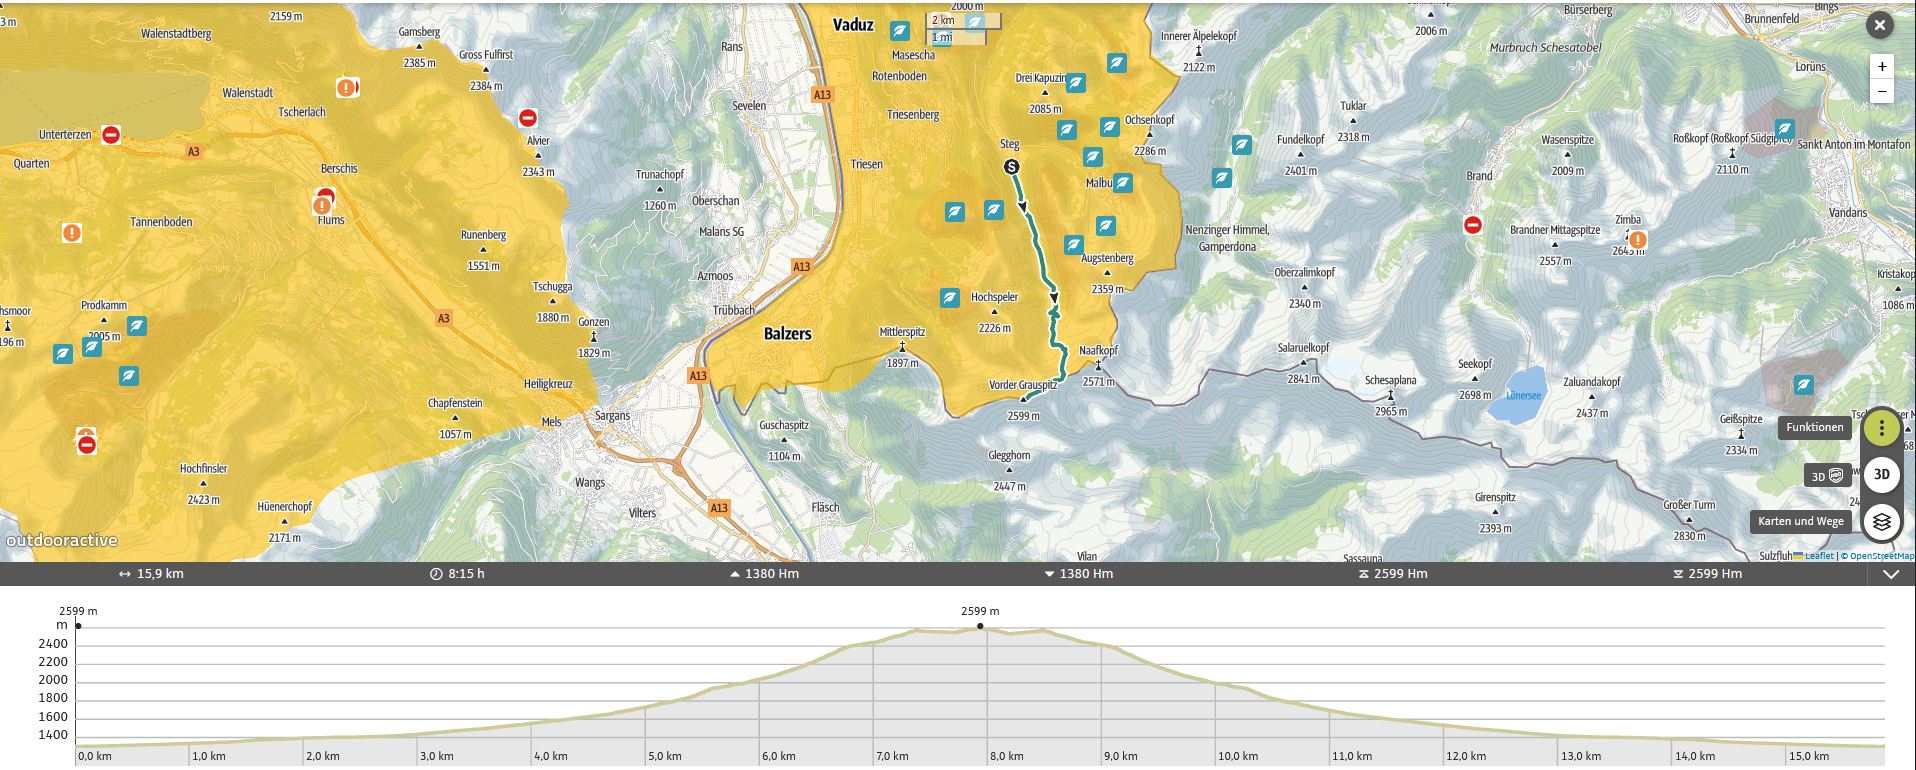 3 m
2159 m
Walenstadtberg
Gamsberg
2385 m
Gross Fulfirst
2384 m
Walenstadt
Tscherlach
Unterterzen
Quarten
A3
Alvier
2343 m
Berschis
Flums
Tannenboden
Runenberg
1551 m
Tschugga
1880 m
Prodkamm
2005 m
hsmoor
196 m
A3
Gonzen
1829 m
Heiligkreuz
Chapfenstein
1057 m
Mels
Sargans
Hochfinsler
2423 m
Hüenerchopf
2171 m
Wangs
Vilters
outdooractive
Vaduz
2000 m
2 km
1 mi
Rans
Masescha
Rotenboden
A13
Sevelen
Triesenberg
Drei Kapuzin
2085 m
Ochsenkopf
2286 m
Steg
S
Triesen
Trunachopf
1260 m
Oberschan
Malans SG
Malbu
A13
Azmoos
Trübbach
Augstenberg
2359 m
Hochspeler
2226 m
Balzers
Mittlerspitz
1897 m
Naafkopf
2571 m
A13
Vorder Grauspitz
2599 m
Guschaspitz
1104 m
Glegghorn
2447 m
A13
Fläsch
Vilan
Innerer Älpelekopf
2122 m
2006 m
Bürserberg
Murbruch Schesatobel
Brunnenfeld
Bings
Lorüns
Tuklar
2318 m
Fundelkopf
2401 m
Wasenspitze
2009 m
Roßkopf (Roßkopf Südgipfel)
2110 m
Sankt Anton im Montafon
Brand
Vandans
Nenzinger Himmel,
Gamperdona
Zimba
2643 m
Brandner Mittagspitze
2557 m
Oberzalimkopf
2340 m
Kristakop
1086 m
Salaruelkopf
2841 m
Schesaplana
2965 m
Seekopf
2698 m
Lünersee
Zaluandakopf
2437 m
Geißspitze
2334 m
Girenspitz
2393 m
Großer Turm
2830 m
Sassauna
Sulzfluh
+
−
Funktionen
3D
PRO
3D
Karten und Wege
Leaflet | © OpenStreetMap
15,9 km
8:15 h
1380 Hm
1380 Hm
2599 Hm
2599 Hm
2599 m
2599 m
m
2400
2200
2000
1800
1600
1400
0,0 km
1,0 km
2,0 km
3,0 km
4,0 km
5,0 km
6,0 km
7,0 km
8,0 km
9,0 km
10,0 km
11,0 km
12,0 km
13,0 km
14,0 km
15,0 km